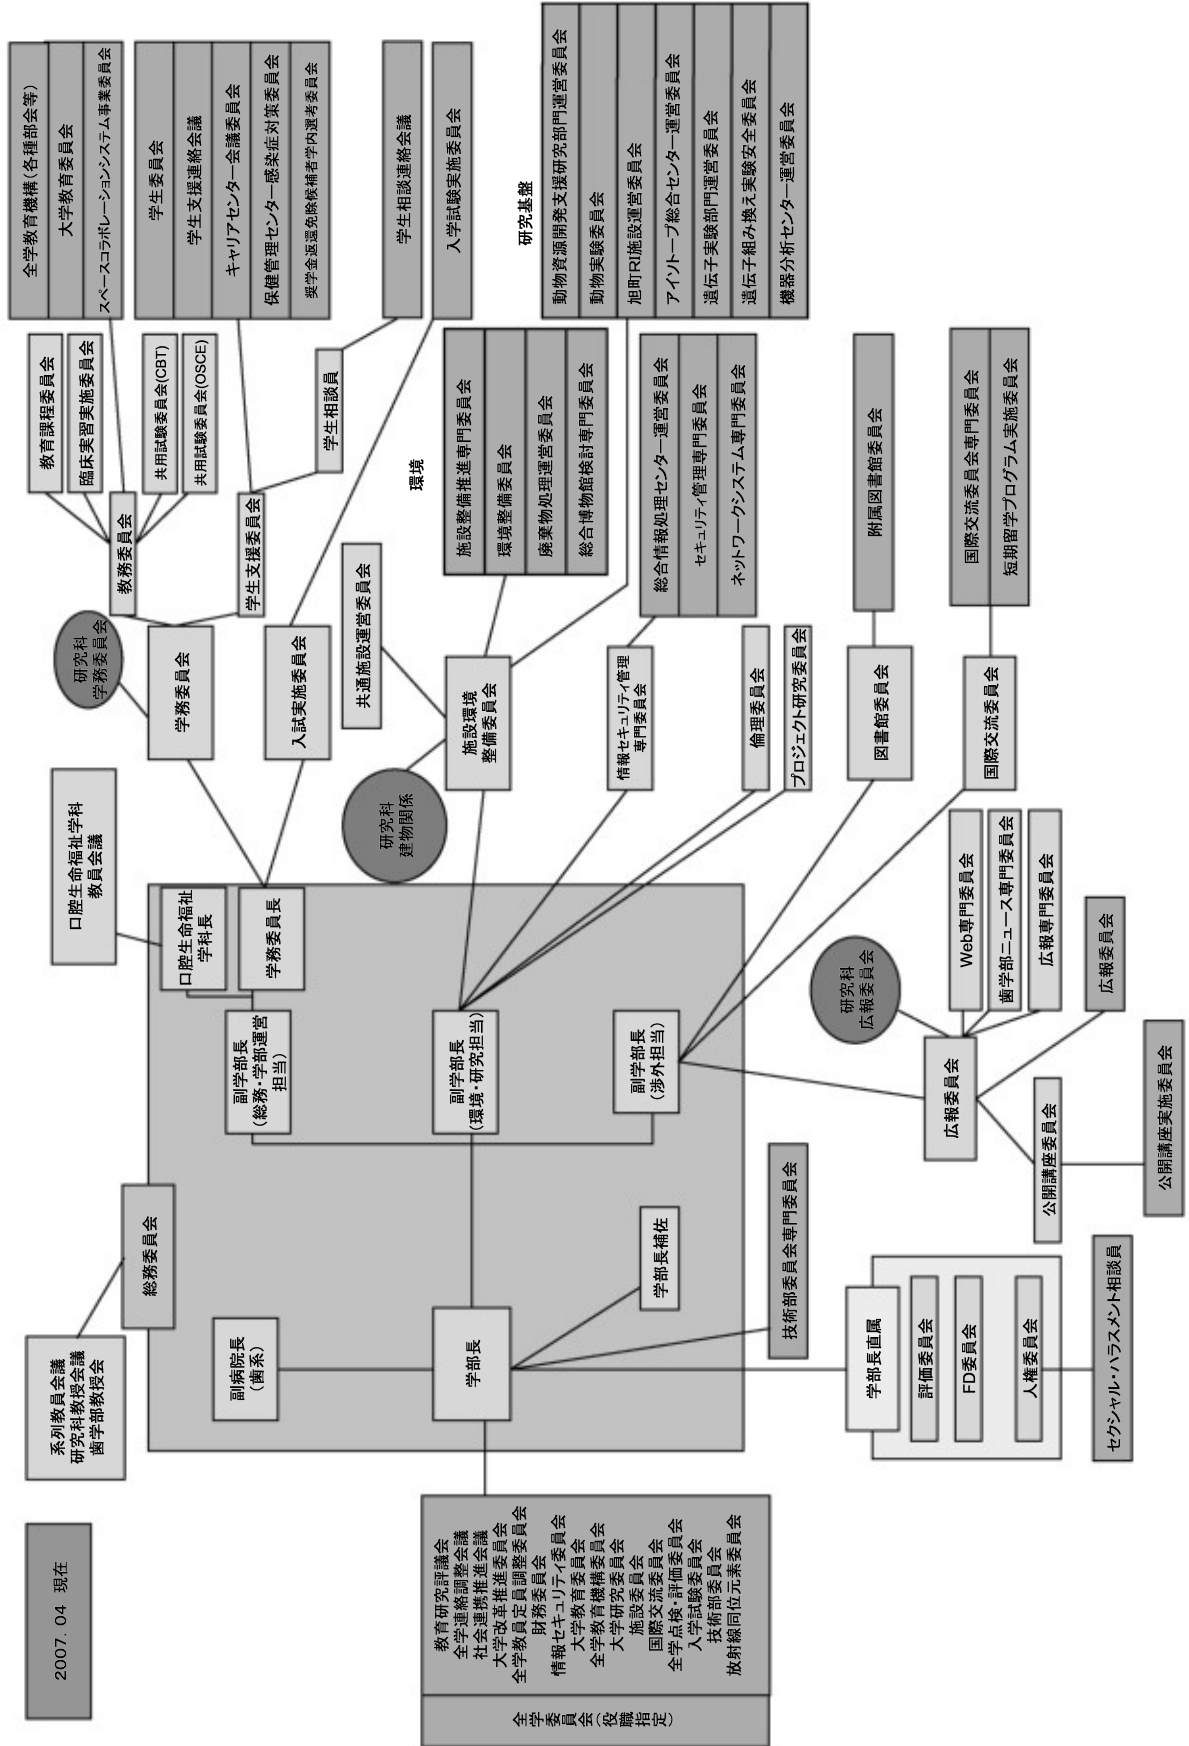 2007. 04 現在
系列教員会議
研究科教授会議
歯学部教授会
総務委員会
口腔生命福祉学科
教員会議
研究科
学務委員会
教務委員会
教育課程委員会
臨床実習実施委員会
共用試験委員会(CBT)
共用試験委員会(OSCE)
全学教育機構(各種部会等)
大学教育委員会
スペースコラボレーションシステム事業委員会
学生委員会
学生支援連絡会議
キャリアセンター会議委員会
保健管理センター感染症対策委員会
奨学金返還免除候補者学内選考委員会
学務委員会
学生支援委員会
学生相談員
学生相談連絡会議
入試実施委員会
入学試験実施委員会
副病院長
(歯系)
副学部長
(総務・学部運営
担当)
口腔生命福祉
学科長
学務委員長
全学委員会(役職指定)
教育研究評議会
全学連絡調整会議
社会連携推進会議
大学改革推進委員会
全学教員定員調整委員会
財務委員会
情報セキュリティ委員会
大学教育委員会
全学教育機構委員会
大学研究委員会
施設委員会
国際交流委員会
全学点検・評価委員会
入学試験委員会
技術部委員会
放射線同位元素委員会
学部長
副学部長
(環境・研究担当)
研究科
建物関係
共通施設運営委員会
施設環境
整備委員会
環境
施設整備推進専門委員会
環境整備委員会
廃棄物処理運営委員会
総合博物館検討専門委員会
研究基盤
動物資源開発支援研究部門運営委員会
動物実験委員会
旭町RI施設運営委員会
アイソトープ総合センター運営委員会
遺伝子実験部門運営委員会
遺伝子組み換え実験安全委員会
機器分析センター運営委員会
情報セキュリティ管理
専門委員会
総合情報処理センター運営委員会
セキュリティ管理専門委員会
ネットワークシステム専門委員会
倫理委員会
プロジェクト研究委員会
学部長補佐
副学部長
(渉外担当)
技術部委員会専門委員会
図書館委員会
附属図書館委員会
国際交流委員会
国際交流委員会専門委員会
短期留学プログラム実施委員会
学部長直属
評価委員会
FD委員会
人権委員会
セクシャル・ハラスメント相談員
研究科
広報委員会
広報委員会
Web専門委員会
歯学部ニュース専門委員会
広報専門委員会
広報委員会
公開講座委員会
公開講座実施委員会